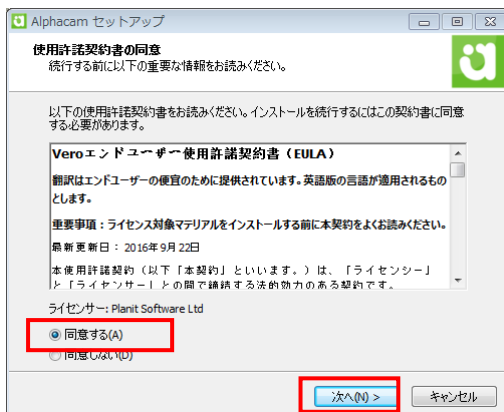 Alphacam セットアップ
使用許諾契約書の同意
続行する前に以下の重要な情報をお読みください。
以下の使用許諾契約書をお読みください。インストールを続行するにはこの契約書に同意
する必要があります。
Veroエンドユーザー使用許諾契約書（EULA）
翻訳はエンドユーザーの便宜のために提供されています。英語版の言語が適用されるもの
とします。
重要事項：ライセンス対象マテリアルをインストールする前に本契約をよくお読みください。
最新更新日： 2016年9月22日
本使用許諾契約（以下「本契約」といいます。）は、「ライセンシー」
と「ライセンサー」との間で締結する法的効力のある契約です。
ライセンサー: Planit Software Ltd
同意する(A)
同意しない(D)
次へ(N) >
キャンセル